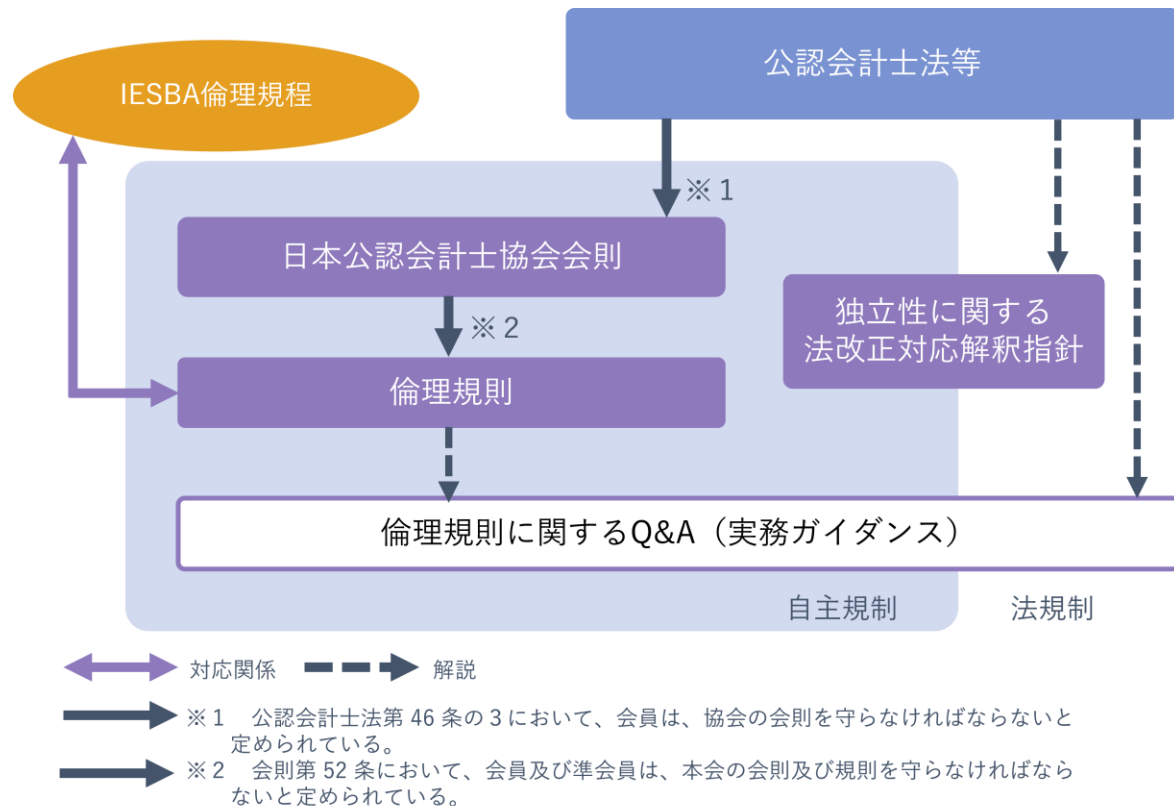 公認会計士法等
IESBA倫理規程
※1
日本公認会計士協会会則
独立性に関する
法改正対応解釈指針
※2
倫理規則
倫理規則に関するQ&A（実務ガイダンス）
自主規制
法規制
対応関係
解説
※1　公認会計士法第 46 条の3において、会員は、協会の会則を守らなければならないと
定められている。
※2　会則第 52 条において、会員及び準会員は、本会の会則及び規則を守らなければなら
ないと定められている。